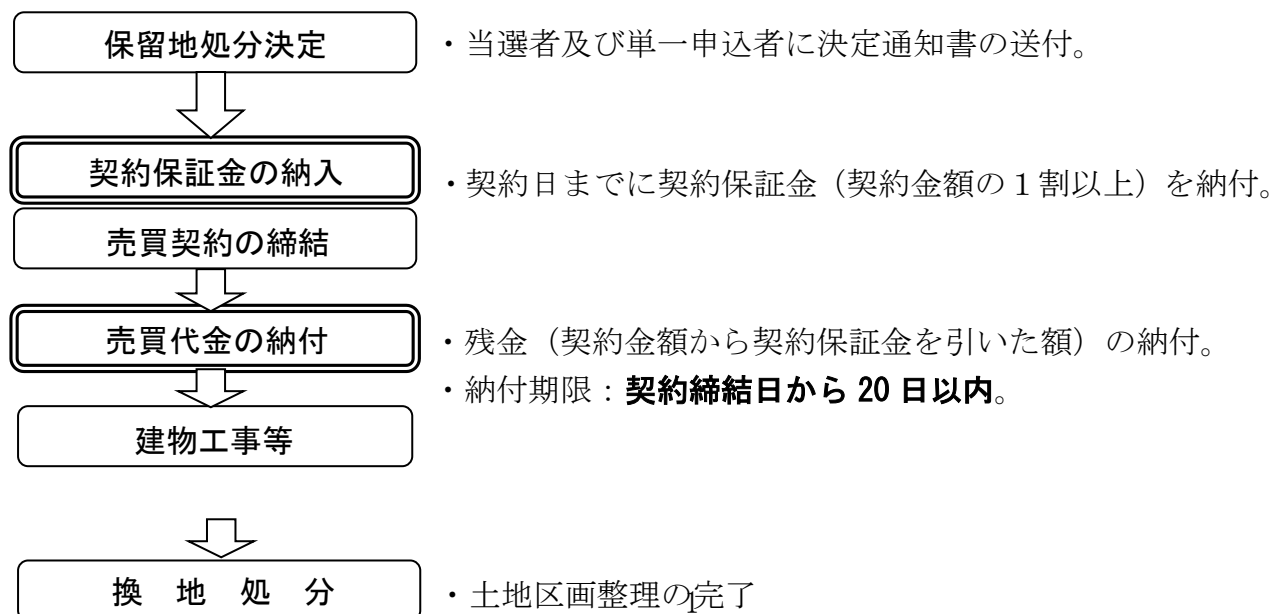 保留地処分決定
・当選者及び単一申込者に決定通知書の送付。
契約保証金の納入
・契約日までに契約保証金（契約金額の１割以上）を納付。
売買契約の締結
売買代金の納付
・残金（契約金額から契約保証金を引いた額）の納付。
・納付期限：契約締結日から 20 日以内。
建物工事等
換 地 処 分
・土地区画整理の完了
1